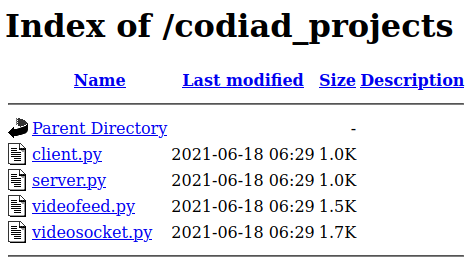 Index of /codiad_projects
Name Last modified Size Description
Parent Directory -
client.py 2021-06-18 06:29 1.0K
server.py 2021-06-18 06:29 1.0K
videofeed.py 2021-06-18 06:29 1.5K
videosocket.py 2021-06-18 06:29 1.7K